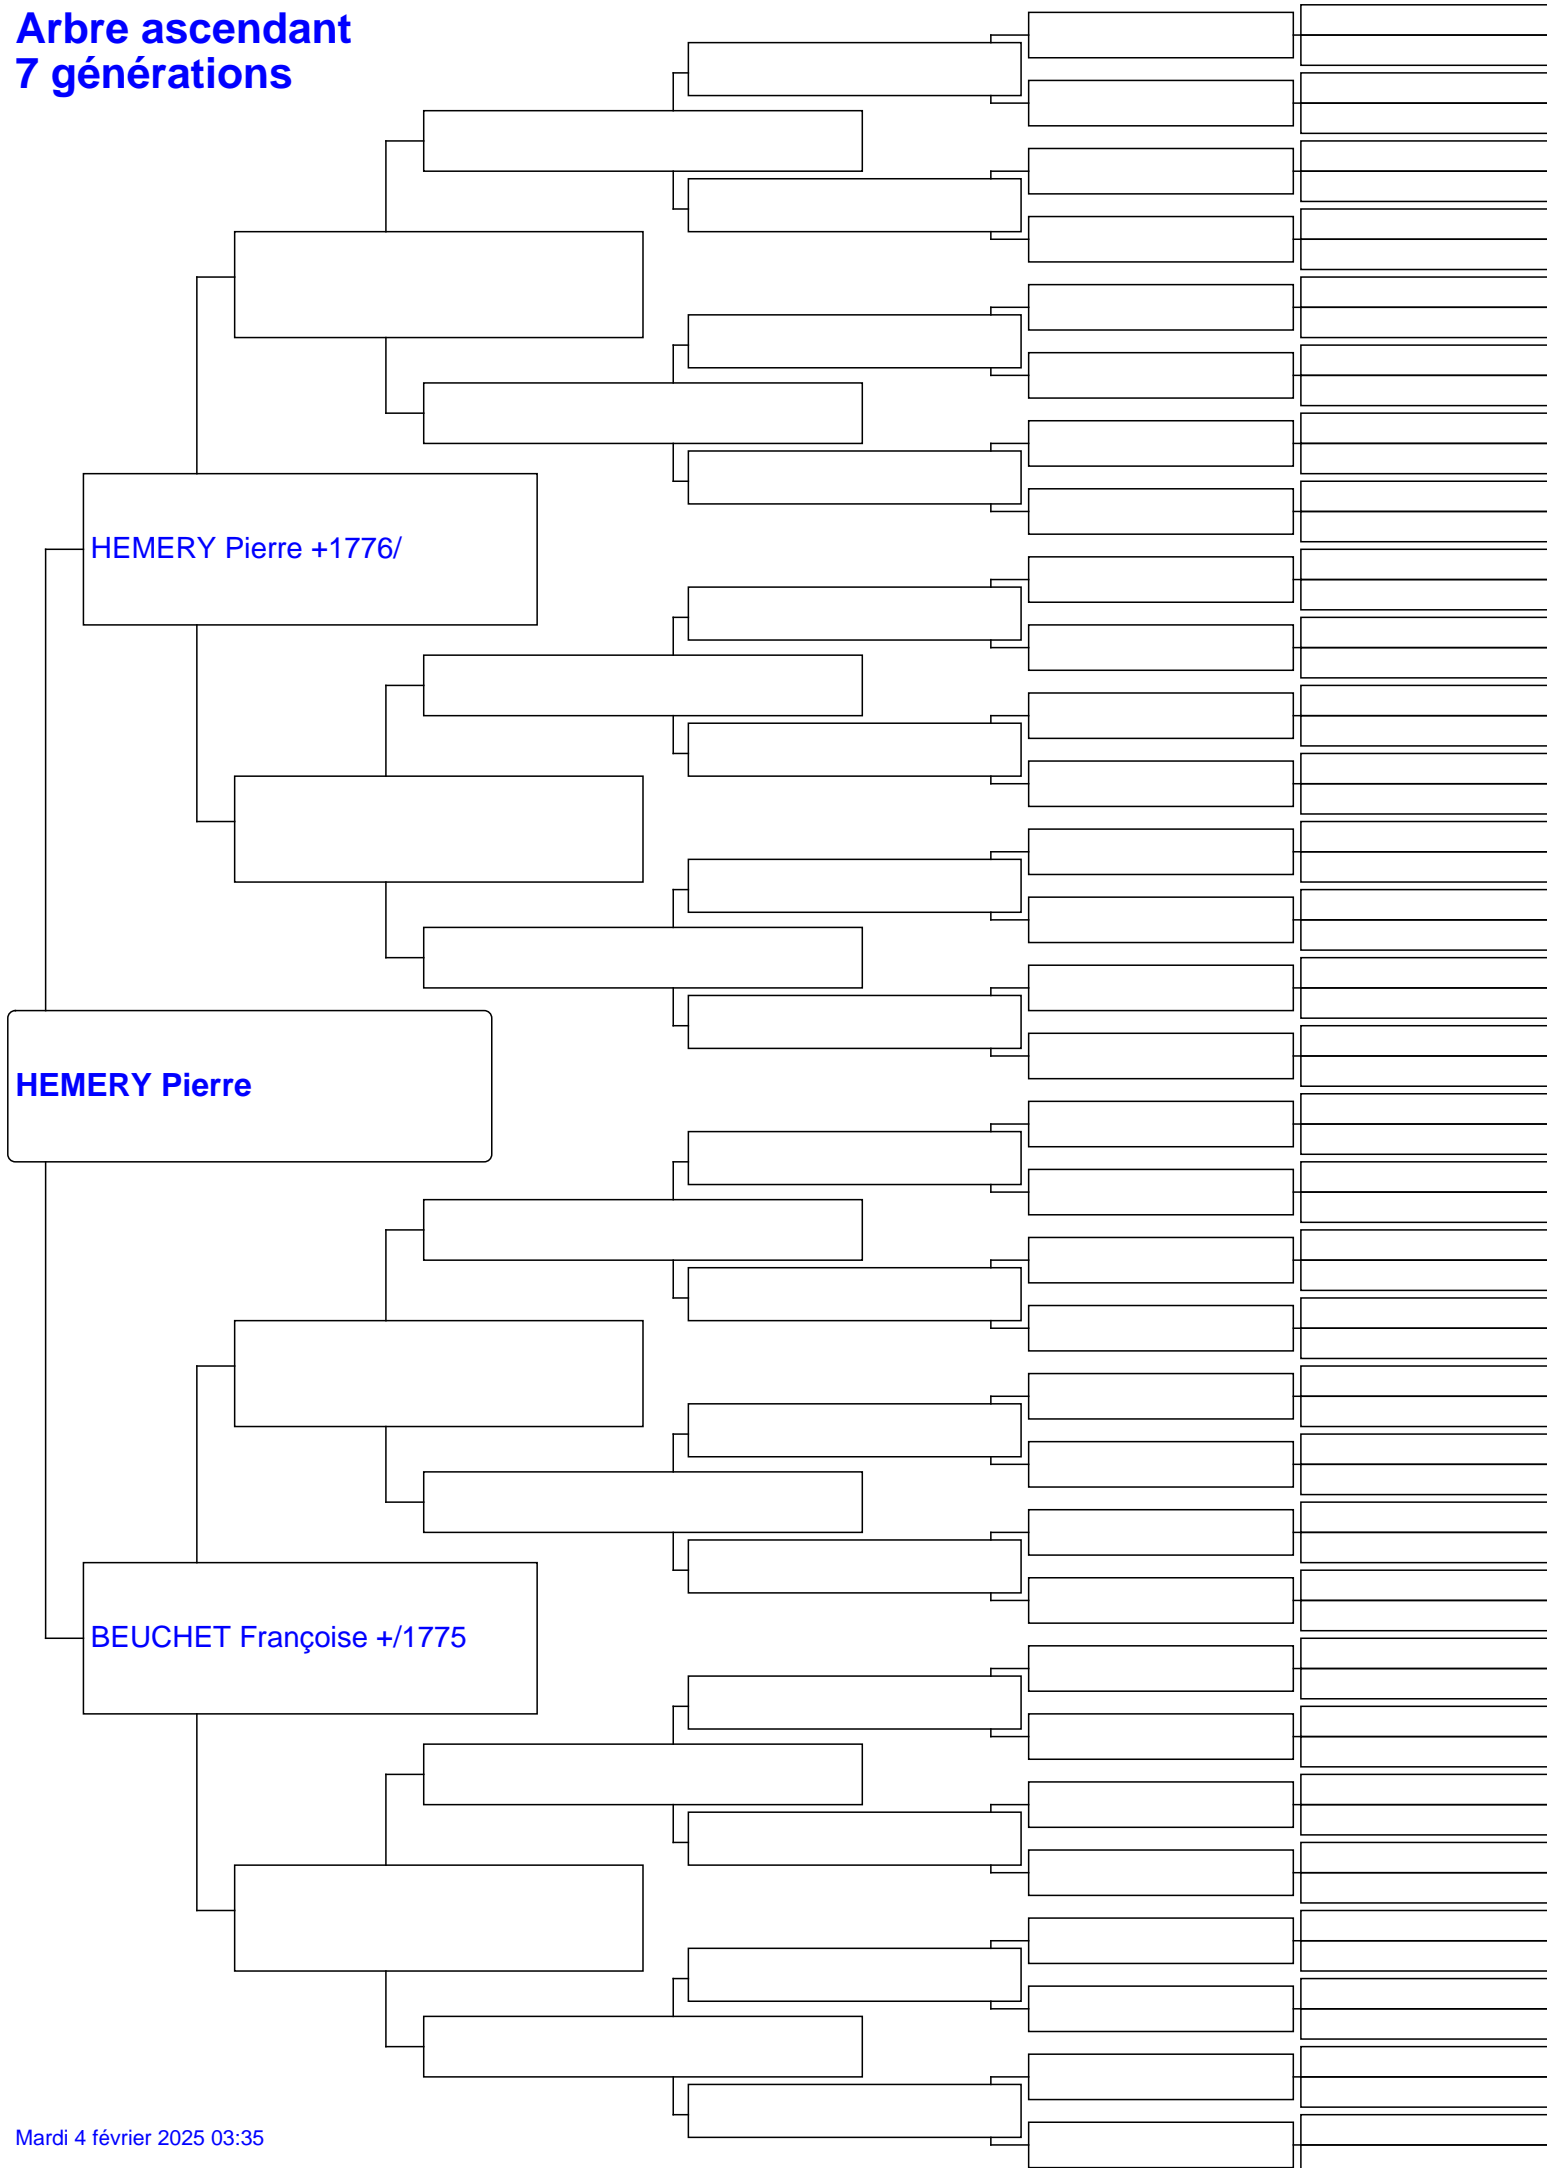 Arbre ascendant
7 générations
HEMERY Pierre +1776/
HEMERY Pierre
BEUCHET Françoise +/1775
Mardi 4 février 2025 03:35